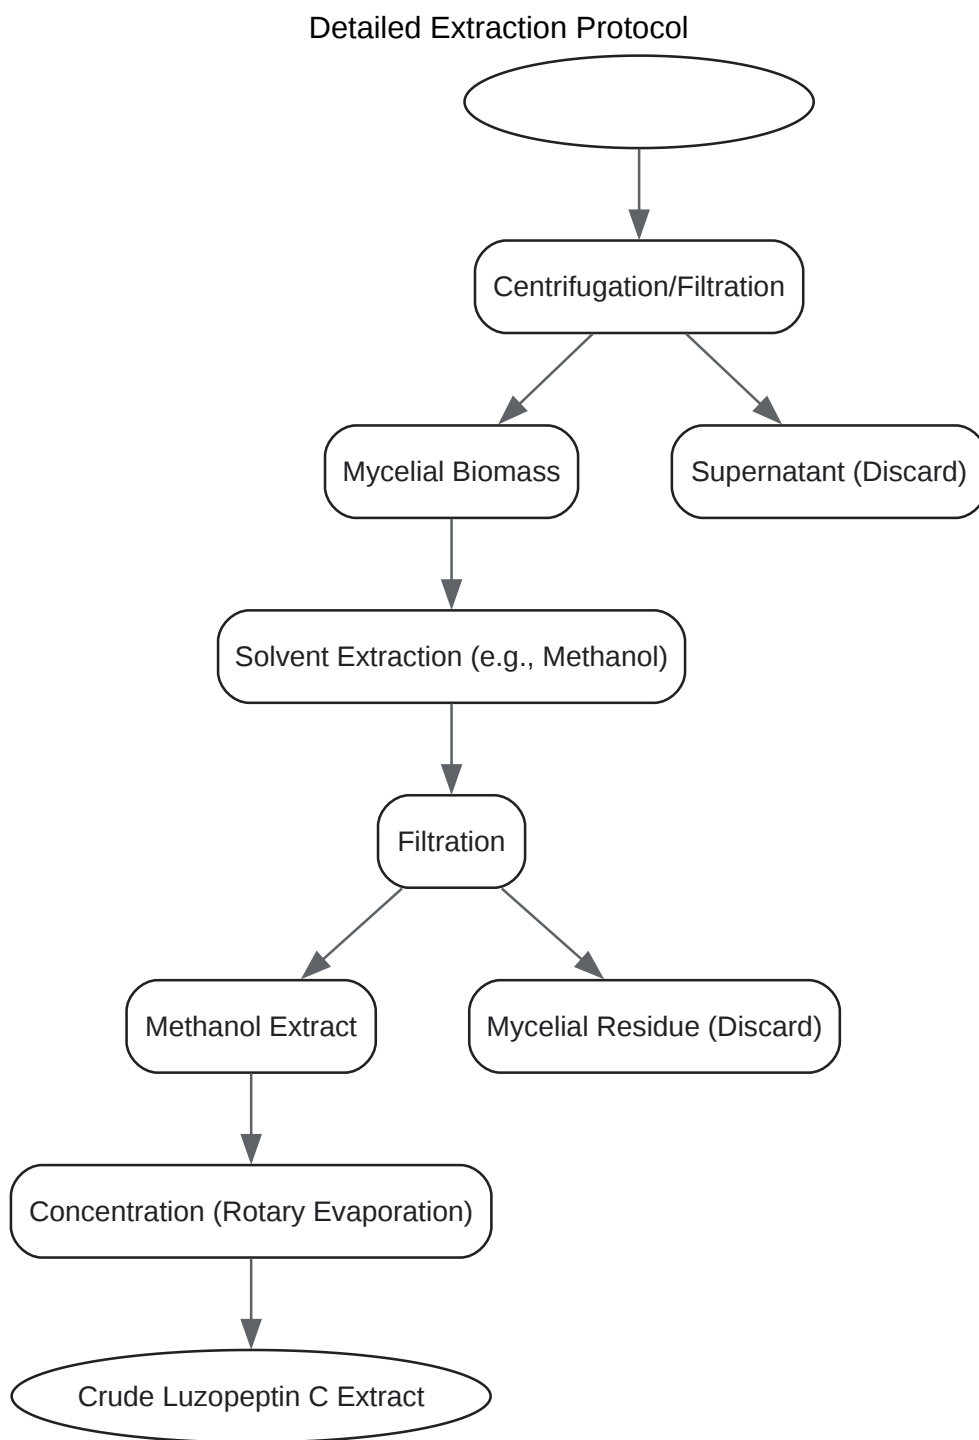 Detailed Extraction Protocol
Centrifugation/Filtration
Mycelial Biomass
Supernatant (Discard)
Solvent Extraction (e.g., Methanol)
Filtration
Methanol Extract
Mycelial Residue (Discard)
Concentration (Rotary Evaporation)
Crude Luzopeptin C Extract